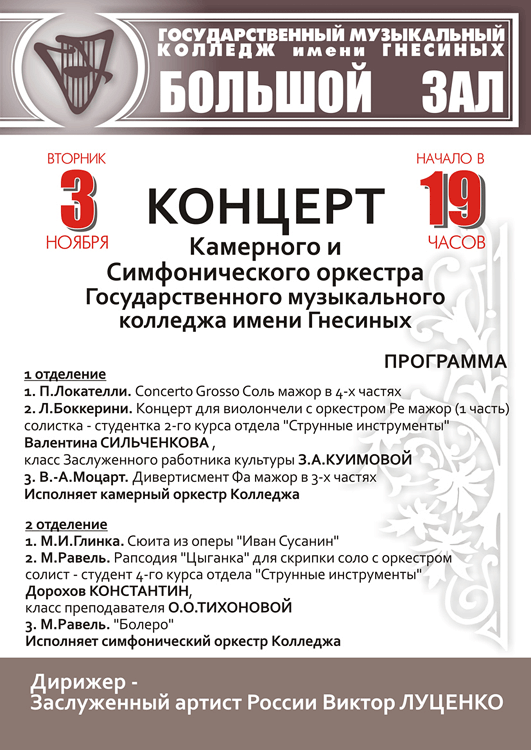 ГОСУДАРСТВЕННЫЙ МУЗЫКАЛЬНЫЙ
КОЛЛЕДЖ имени ГНЕСИНЫХ
БОЛЬШОЙ ЗАЛ
ВТОРНИК
3
НОЯБРЯ
НАЧАЛО В
19
ЧАСОВ
КОНЦЕРТ
Камерного и
Симфонического оркестра
Государственного музыкального
колледжа имени Гнесиных
ПРОГРАММА
1 отделение
1. П.Локателли. Concerto Grosso Соль мажор в 4-х частях
2. Л.Боккерини. Концерт для виолончели с оркестром Ре мажор (1 часть)
солистка - студентка 2-го курса отдела "Струнные инструменты"
Валентина СИЛЬЧЕНКОВА ,
класс Заслуженного работника культуры З.А.КУИМОВОЙ
3. В.-А.Моцарт. Дивертисмент Фа мажор в 3-х частях
Исполняет камерный оркестр Колледжа
2 отделение
1. М.И.Глинка. Сюита из оперы "Иван Сусанин"
2. М.Равель. Рапсодия "Цыганка" для скрипки соло с оркестром
солист - студент 4-го курса отдела "Струнные инструменты"
Дорохов КОНСТАНТИН,
класс преподавателя О.О.ТИХОНОВОЙ
3. М.Равель. "Болеро"
Исполняет симфонический оркестр Колледжа
Дирижер -
Заслуженный артист России Виктор ЛУЦЕНКО